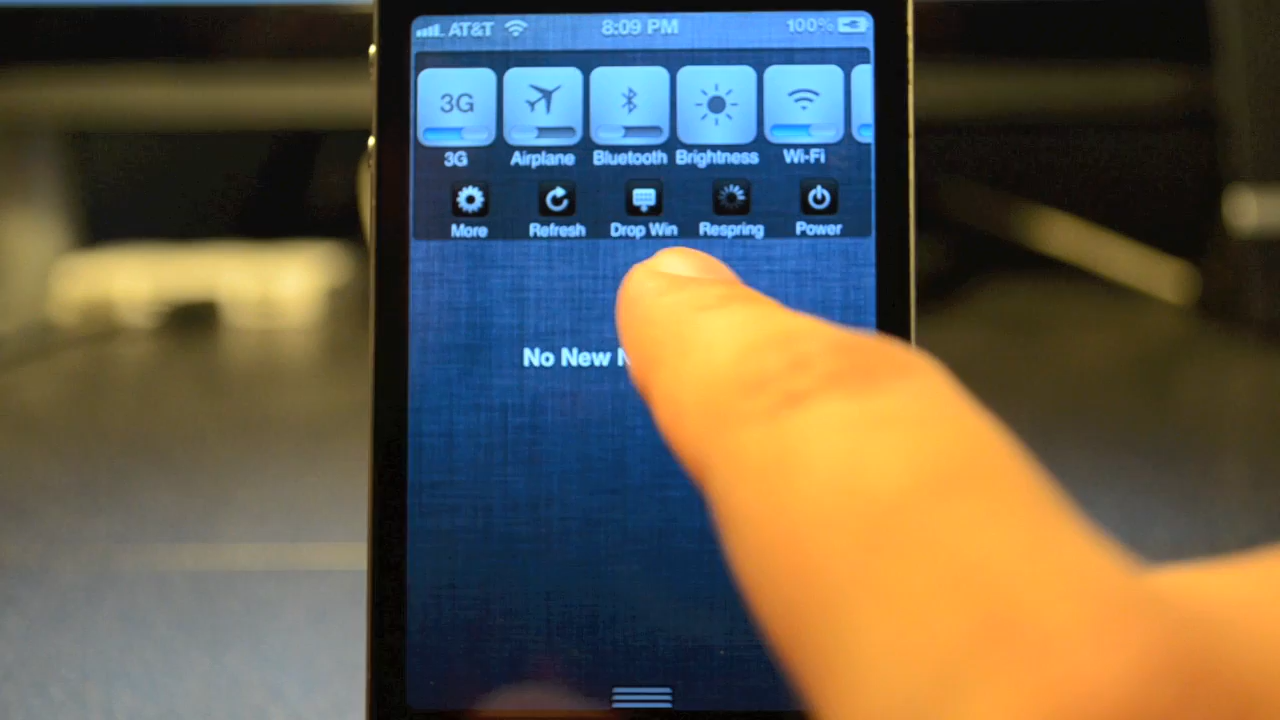 AT&T 8:09 PM 100%
3G
3G Airplane Bluetooth Brightness Wi-Fi
More Refresh Drop Win Respring Power
No New